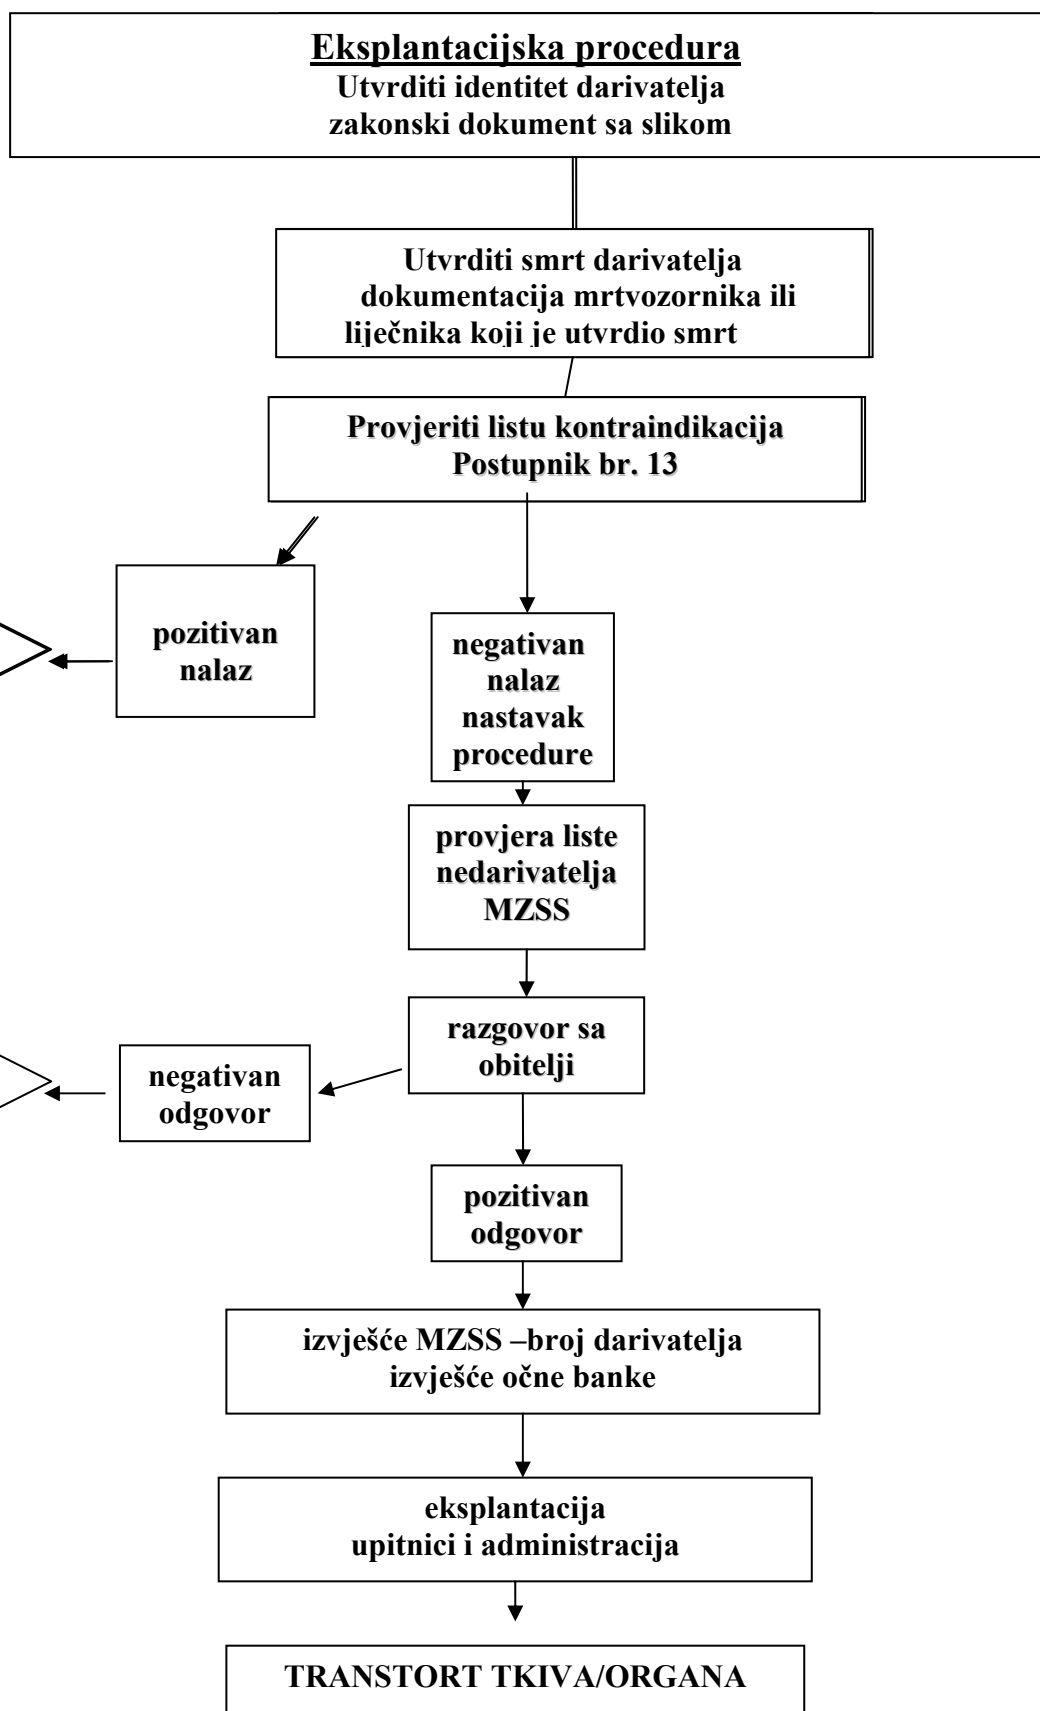 Eksplantacijska procedura
Utvrditi identitet darivatelja
zakonski dokument sa slikom
Utvrditi smrt darivatelja
dokumentacija mrtvozornika ili
liječnika koji je utvrdio smrt
Provjeriti listu kontraindikacija
Postupnik br. 13
pozitivan
nalaz
negativan
nalaz
nastavak
procedure
provjera liste
nedarivatelja
MZSS
razgovor sa
obitelji
negativan
odgovor
pozitivan
odgovor
izvješće MZSS –broj darivatelja
izvješće očne banke
eksplantacija
upitnici i administracija
TRANSTORT TKIVA/ORGANA